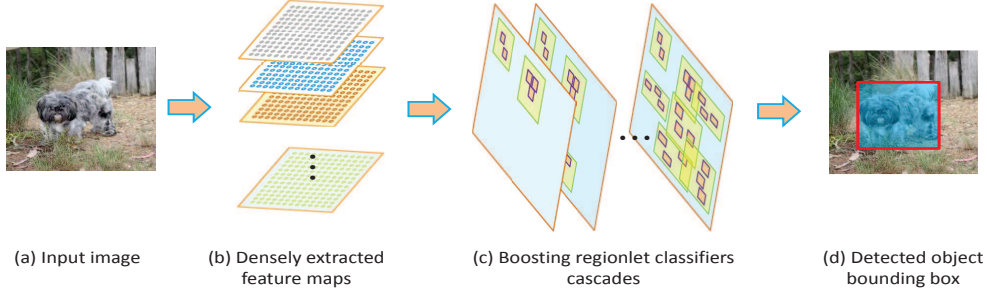 (a) Input image
(b) Densely extracted
feature maps
(c) Boosting regionlet classifiers
cascades
(d) Detected object
bounding box